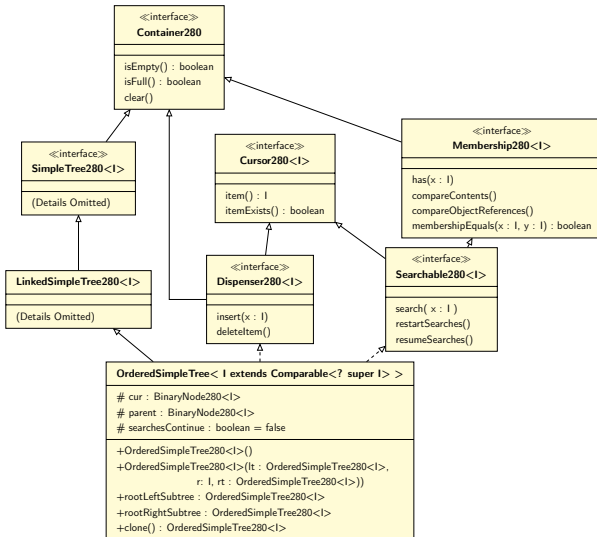 ≪interface≫
Container280
isEmpty() : boolean
isFull() : boolean
clear()
≪interface≫
SimpleTree280<I>
(Details Omitted)
≪interface≫
Cursor280<I>
item() : I
itemExists() : boolean
≪interface≫
Membership280<I>
has(x : I)
compareContents()
compareObjectReferences()
membershipEquals(x : I, y : I) : boolean
LinkedSimpleTree280<I>
(Details Omitted)
≪interface≫
Dispenser280<I>
insert(x : I)
deleteItem()
≪interface≫
Searchable280<I>
search( x : I )
restartSearches()
resumeSearches()
OrderedSimpleTree< I extends Comparable<? super I> >
# cur : BinaryNode280<I>
# parent : BinaryNode280<I>
# searchesContinue : boolean = false
+OrderedSimpleTree280<I>()
+OrderedSimpleTree280<I>(lt : OrderedSimpleTree280<I>,
r: I, rt : OrderedSimpleTree280<I>))
+rootLeftSubtree : OrderedSimpleTree280<I>
+rootRightSubtree : OrderedSimpleTree280<I>
+clone() : OrderedSimpleTree280<I>